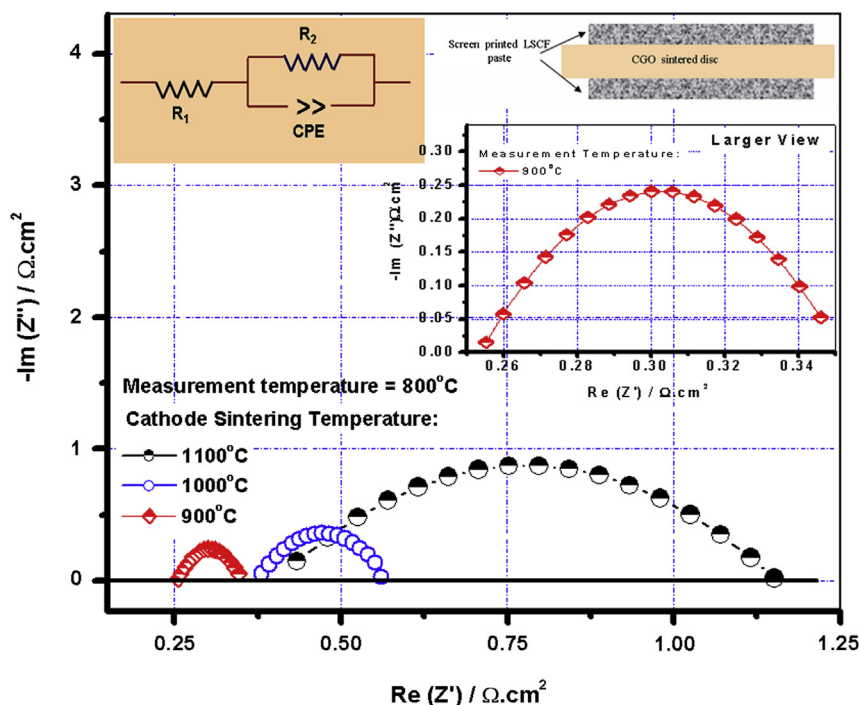 R₂
R₁
CPE
Screen printed LSCF
paste
CGO sintered disc
Larger View
Measurement Temperature:
900°C
-Im (Z'') Ω.cm²
0.30
0.25
0.20
0.15
0.10
0.05
0.00
0.26
0.28
0.30
0.32
0.34
Re (Z') / Ω.cm²
-Im (Z'') / Ω.cm²
4
3
2
1
0
Measurement temperature = 800°C
Cathode Sintering Temperature:
1100°C
1000°C
900°C
0.25
0.50
0.75
1.00
1.25
Re (Z') / Ω.cm²